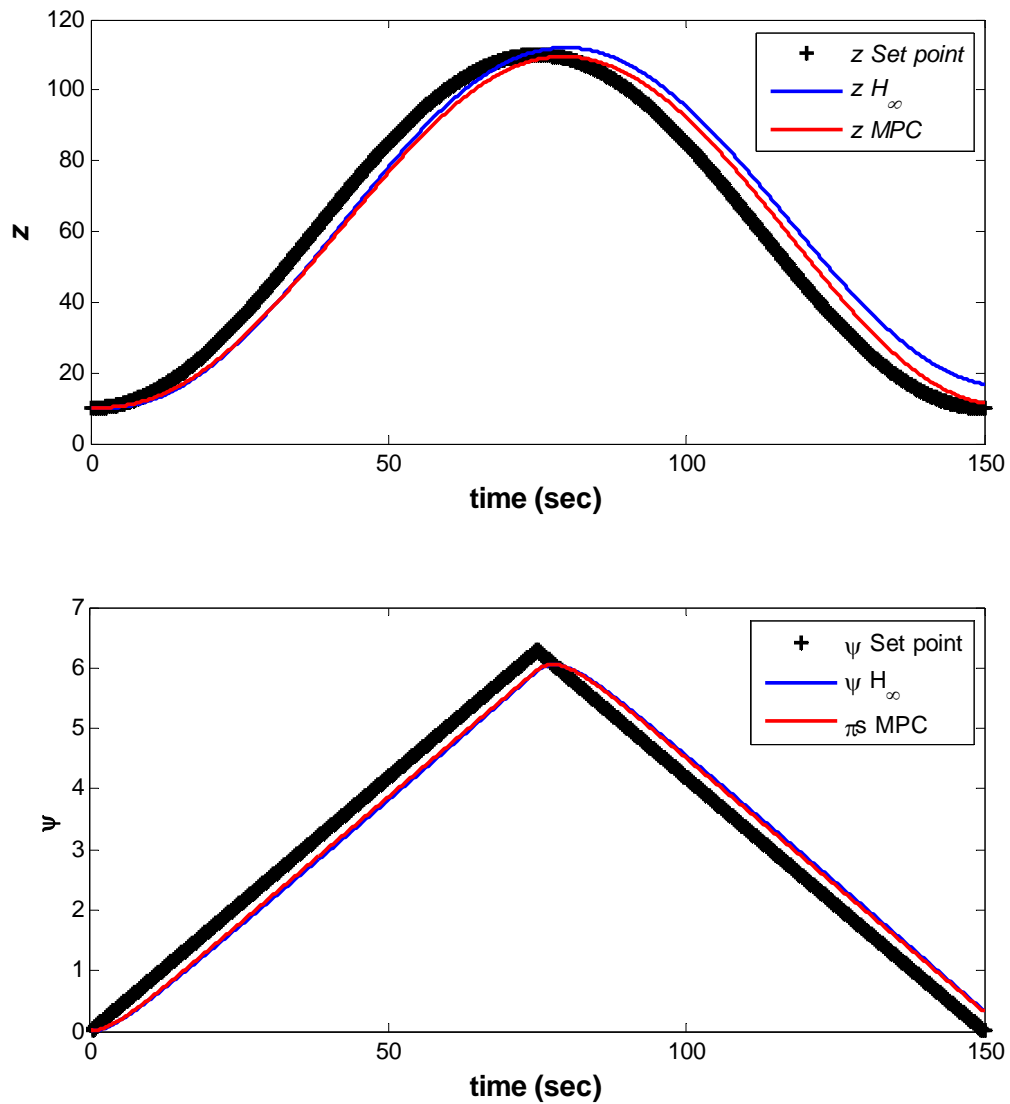 120
100
80
60
40
20
0
z
0 50 100 150
time (sec)
z Set point
z H∞
z MPC
7
6
5
4
3
2
1
0
ψ
0 50 100 150
time (sec)
ψ Set point
ψ H∞
πs MPC